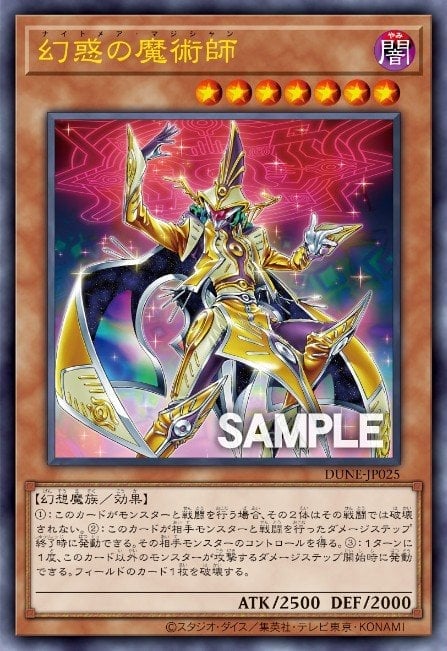 ナイトメア・マジシャン
幻惑の魔術師
やみ
闇
SAMPLE
DUNE-JP025
【幻想魔族/効果】
①:このカードがモンスターと戦闘を行う場合、その2体はその戦闘では破壊
されない。②:このカードが相手モンスターと戦闘を行ったダメージステップ
終了時に発動できる。その相手モンスターのコントロールを得る。③:1ターンに
1度、このカード以外のモンスターが攻撃するダメージステップ開始時に発動
できる。フィールドのカード1枚を破壊する。
ATK/2500 DEF/2000
©スタジオ・ダイス/集英社・テレビ東京・KONAMI